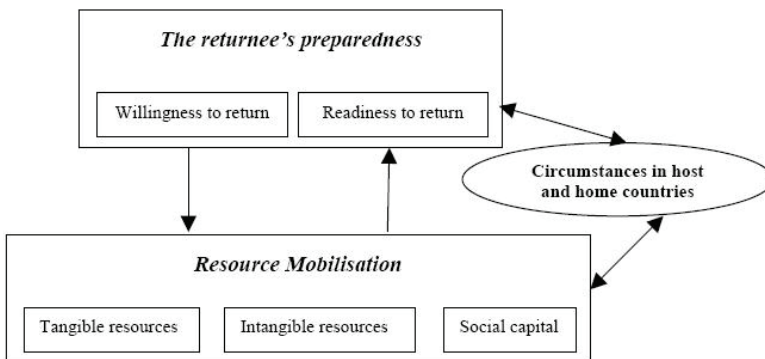 The returnee's preparedness
Willingness to return
Readiness to return
Circumstances in host
and home countries
Resource Mobilisation
Tangible resources
Intangible resources
Social capital